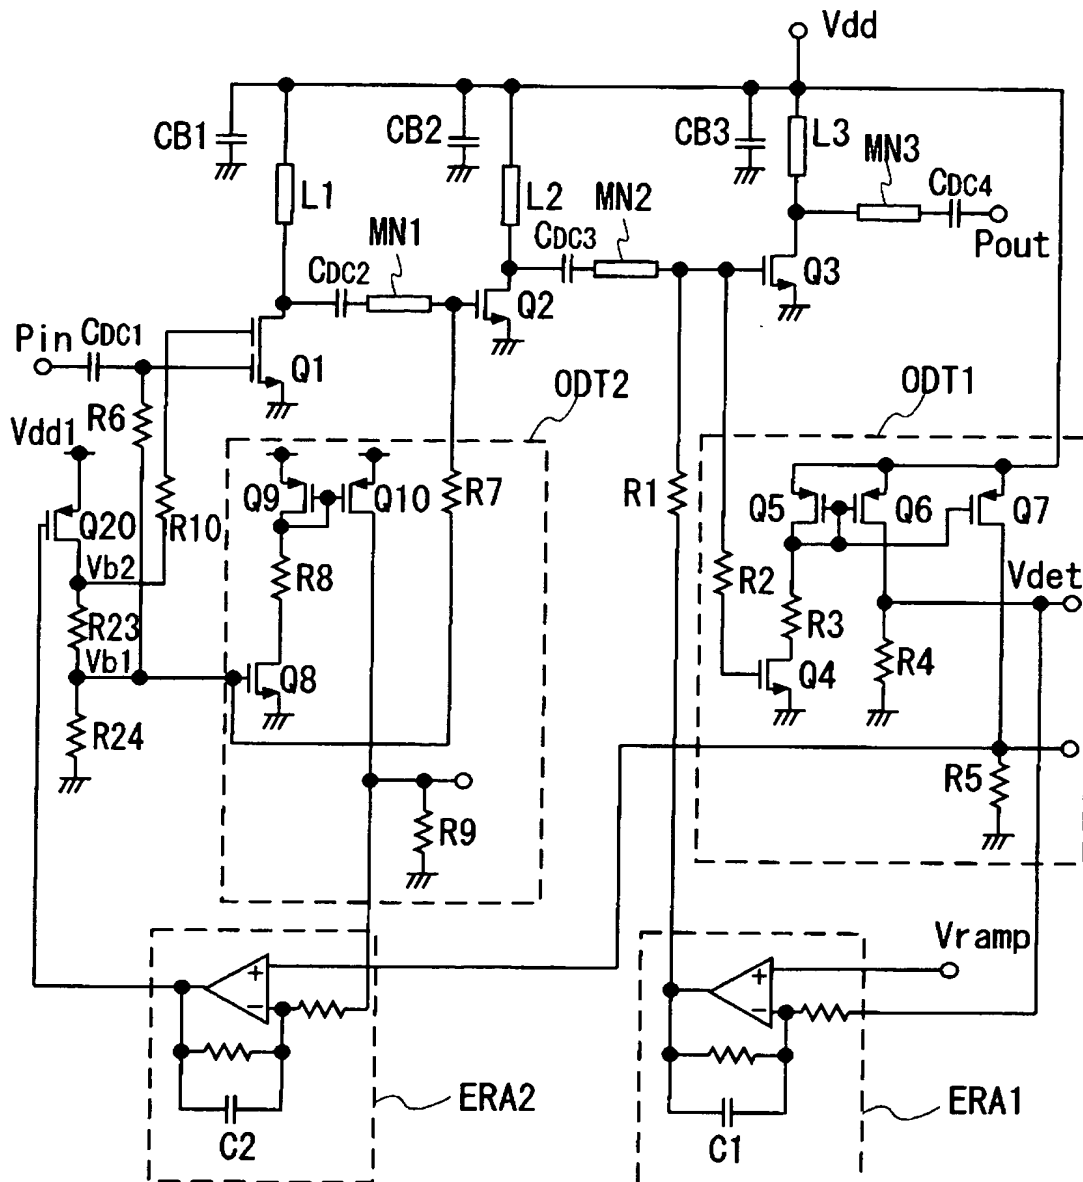 Vdd
CB1
CB2
CB3
L1
L2
L3
MN3
MN2
MN1
CDC4
CDC3
CDC2
Pout
Q3
Q2
Pin
CDC1
Q1
ODT2
ODT1
R6
Vdd1
Q9
Q10
R7
R1
Q5
Q6
Q7
Q20
R10
Vb2
R8
R2
Vdet
R23
R3
Vb1
Q8
Q4
R4
R24
R5
R9
Vramp
+
-
+
-
ERA2
ERA1
C2
C1